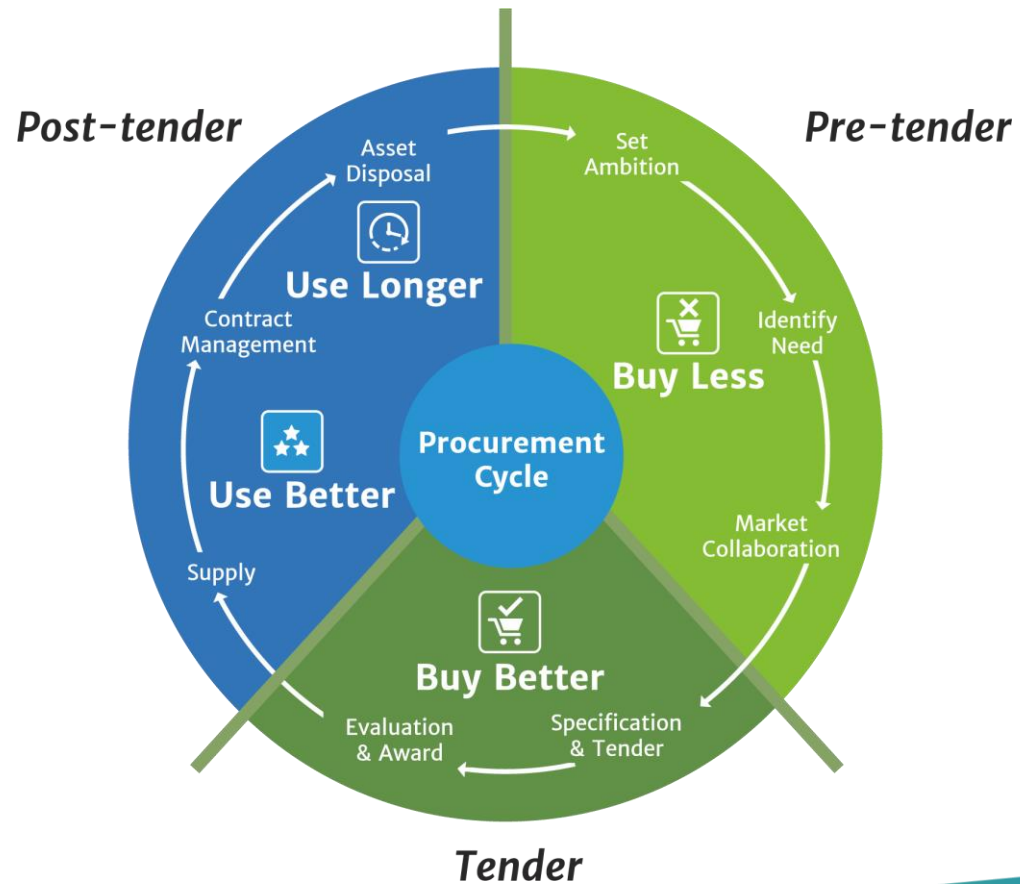 Post-tender
Pre-tender
Asset
Disposal
Set
Ambition
Use Longer
Contract
Management
Identify
Need
Buy Less
Procurement
Cycle
Use Better
Market
Collaboration
Supply
Buy Better
Evaluation
& Award
Specification
& Tender
Tender